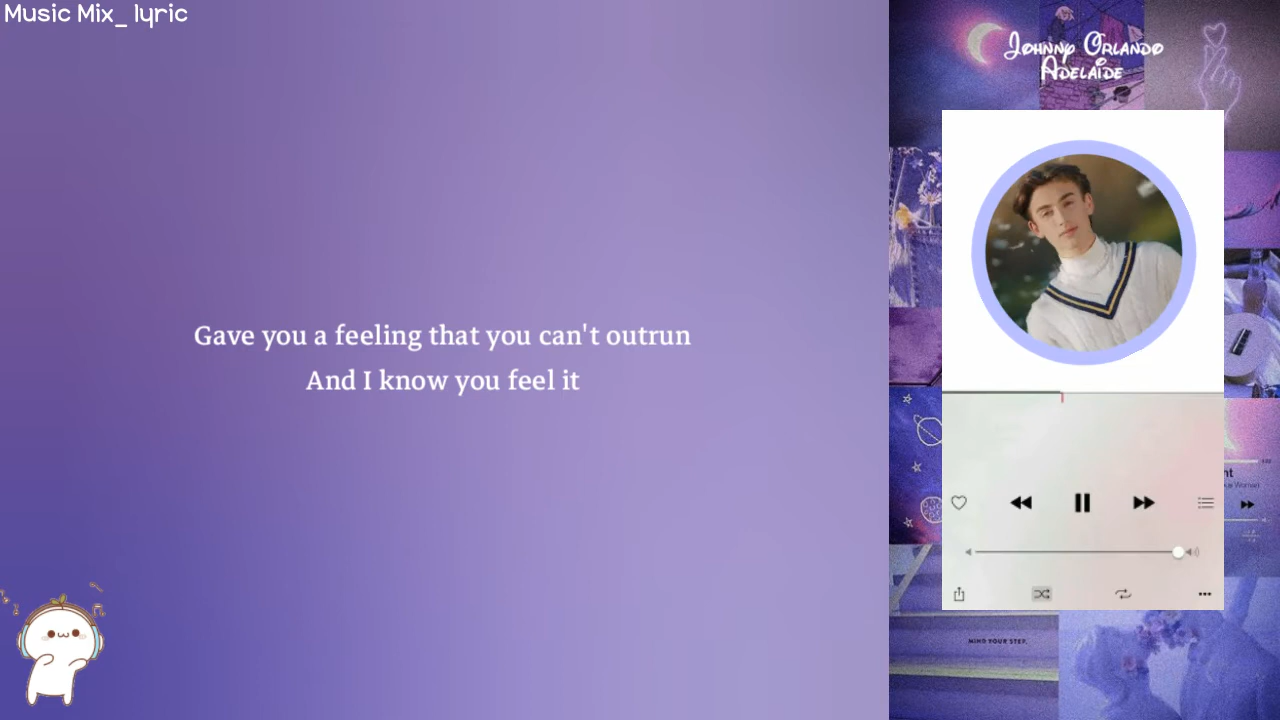 Music Mix_ lyric
Johnny Orlando
Adelaide
Gave you a feeling that you can't outrun
And I know you feel it
MIND YOUR STEP.